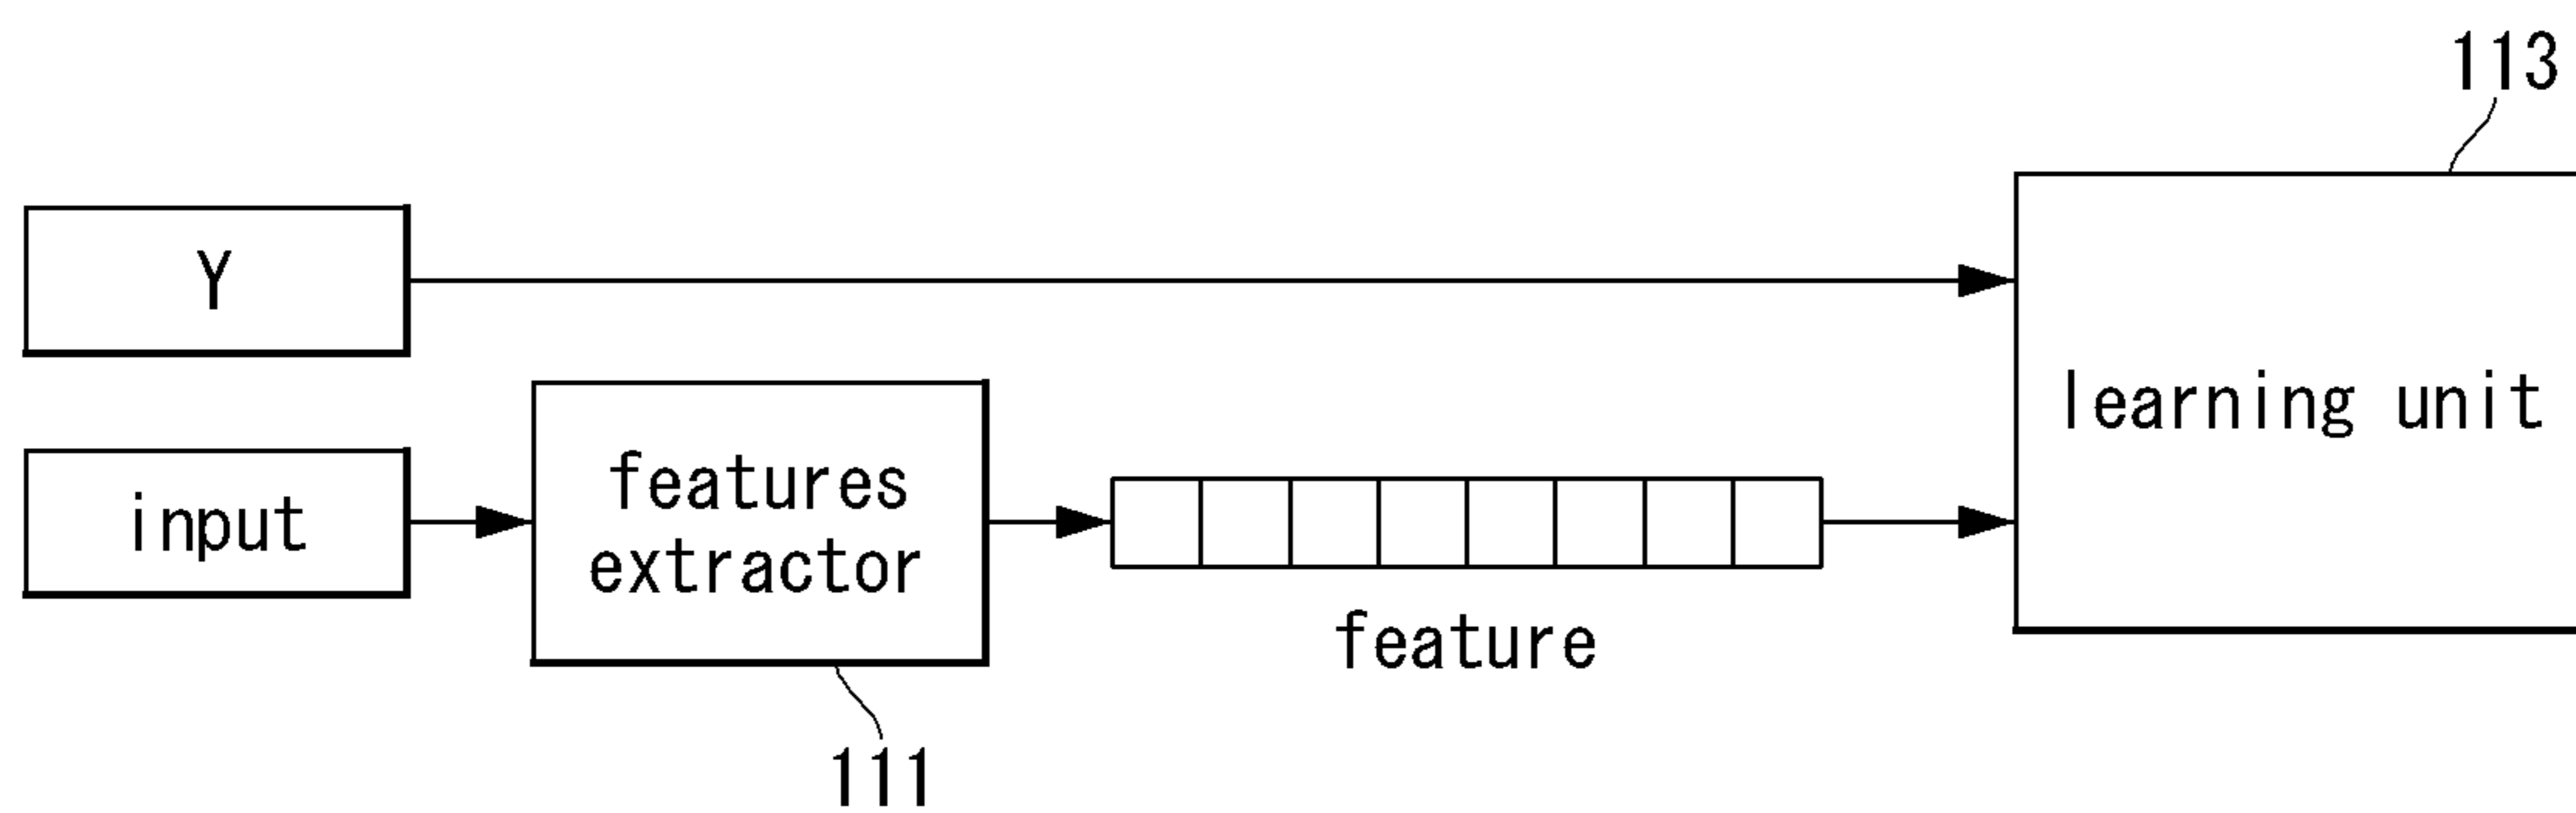 113
Y
learning unit
features
extractor
input
feature
111